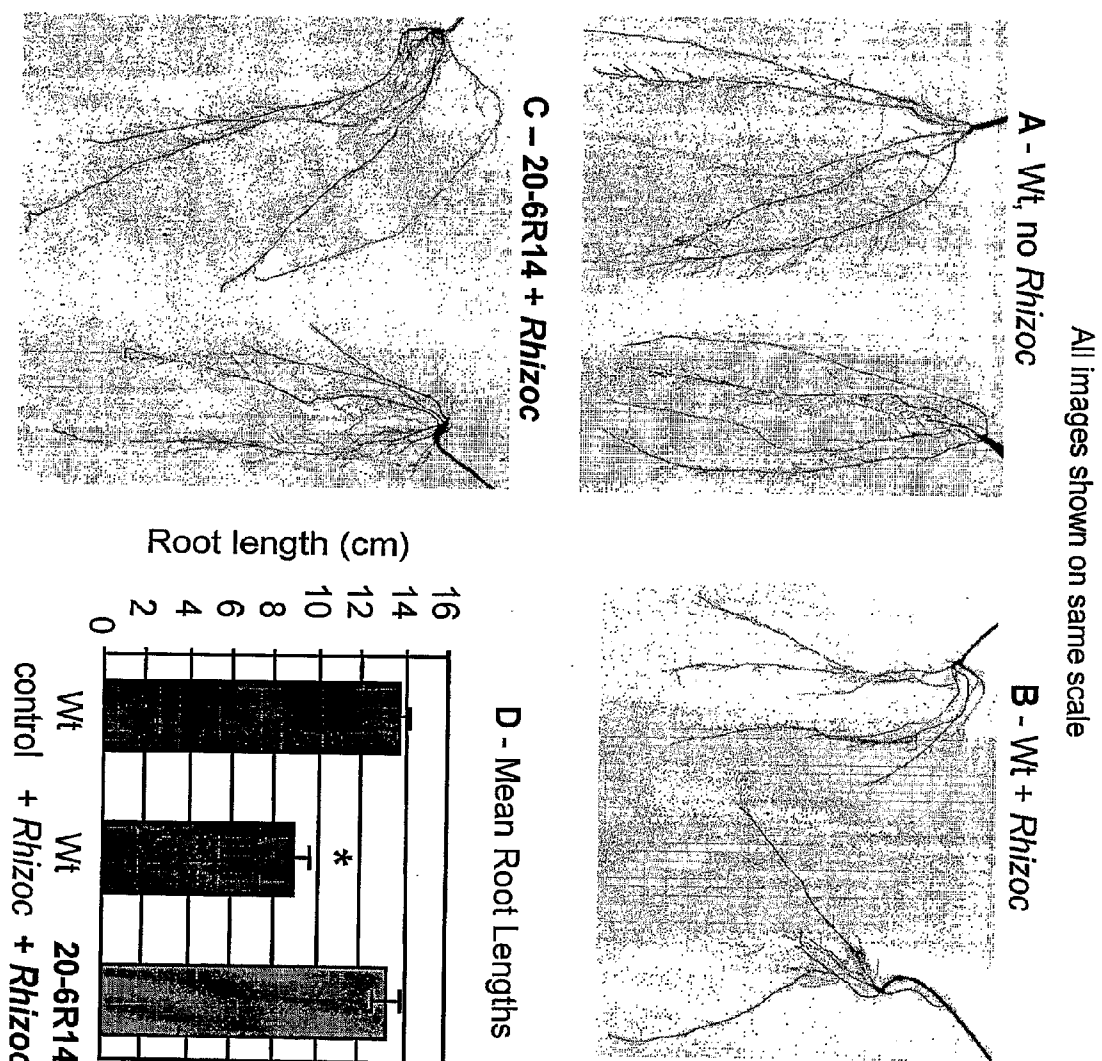 All images shown on same scale
A - Wt, no Rhizoc
B - Wt + Rhizoc
C – 20-6R14 + Rhizoc
D - Mean Root Lengths
Root length (cm)
16
14
12
10
8
6
4
2
0
*
Wt Wt 20-6R14
control + Rhizoc + Rhizoc